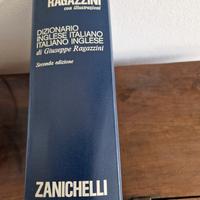 RAGAZZINI
con illustrazioni
DIZIONARIO
INGLESE ITALIANO
ITALIANO INGLESE
di Giuseppe Ragazzini
Seconda edizione
ZANICHELLI